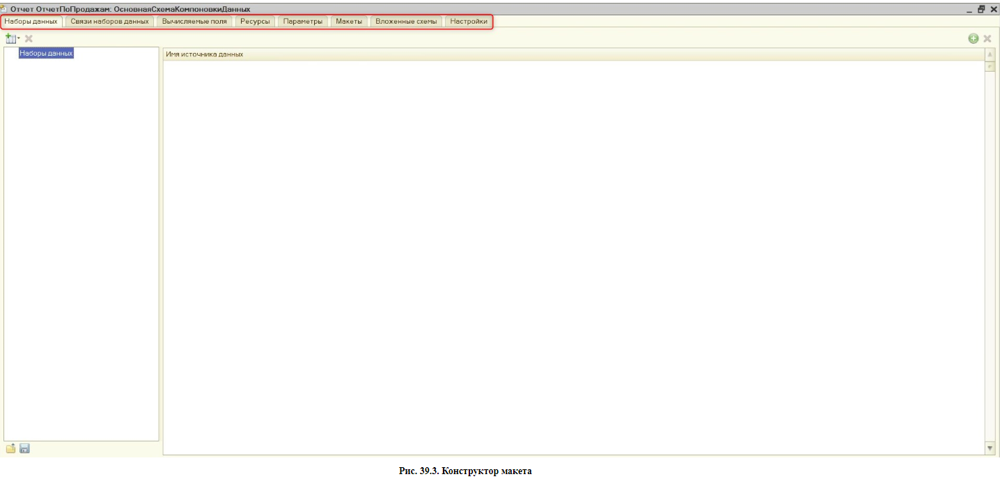 Отчет ОтчетПоПродажам: ОсновнаяСхемаКомпоновкиДанных
Наборы данных Связи наборов данных Вычисляемые поля Ресурсы Параметры Макеты Вложенные схемы Настройки
Наборы данных
Имя источника данных
Рис. 39.3. Конструктор макета